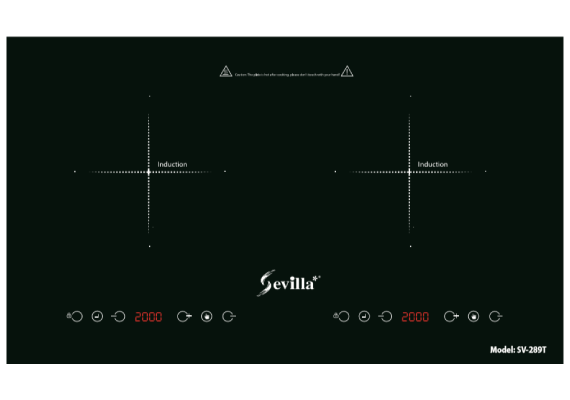 Caution: The plate is hot after cooking, please don't touch with your hand!
Induction
Induction
Sevilla
2000
2000
Model: SV-289T